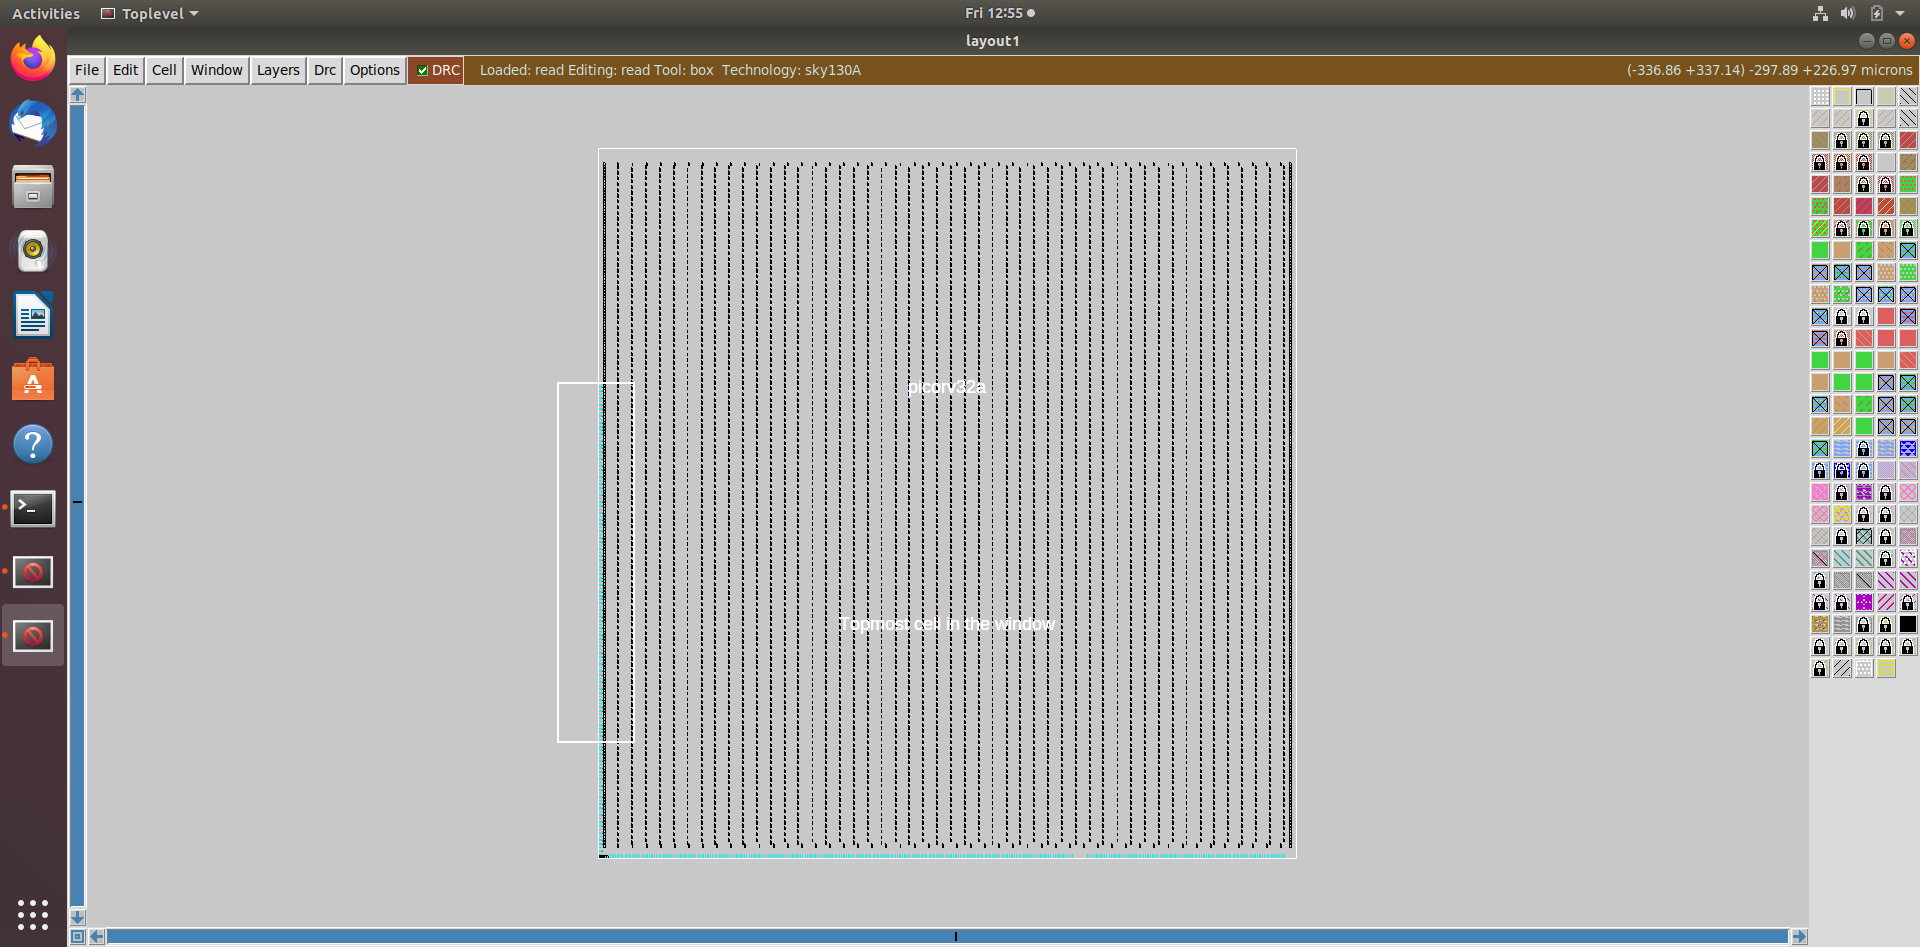 Activities Toplevel Fri 12:55
layout1
File Edit Cell Window Layers Drc Options DRC Loaded: read Editing: read Tool: box Technology: sky130A (-336.86 +337.14) -297.89 +226.97 microns
picorv32a
Topmost cell in the window